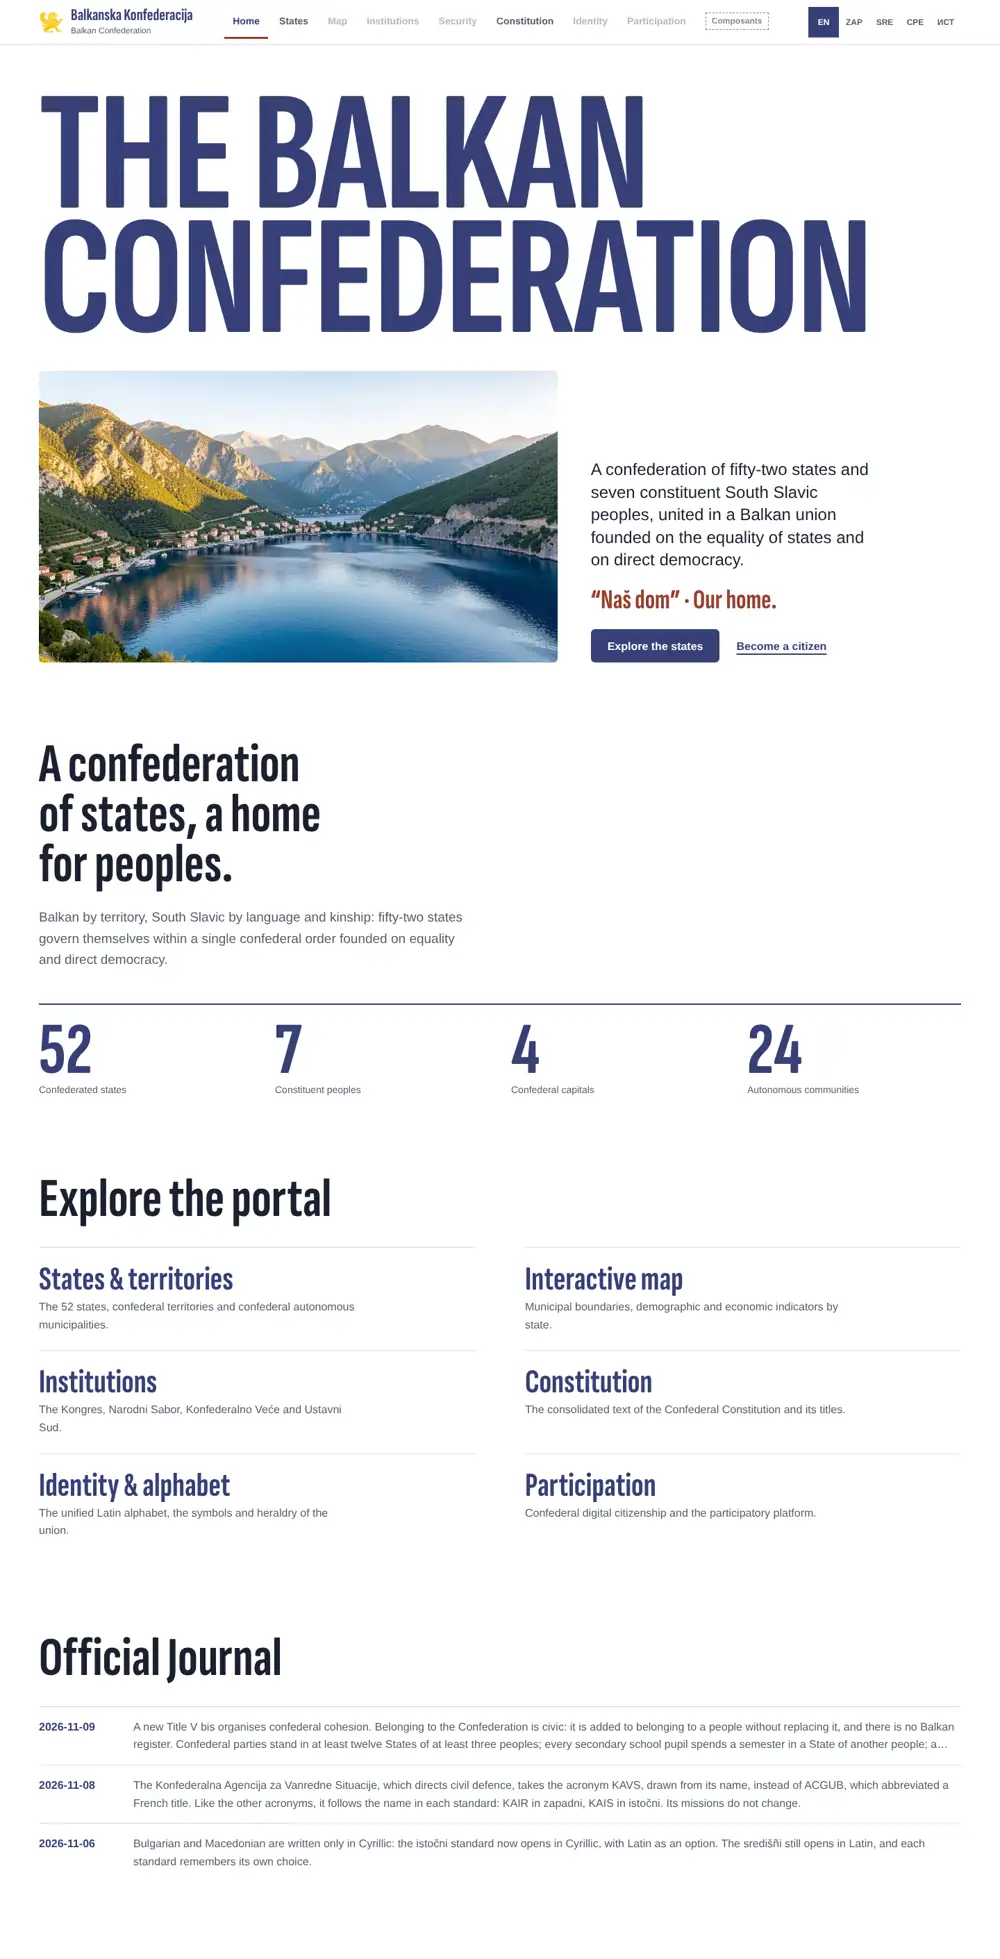 Balkanska Konfederacija
Balkan Confederation
Home
States
Map
Institutions
Security
Constitution
Identity
Participation
Composants
EN
ZAP
SRE
СРЕ
ИСТ
THE BALKAN
CONFEDERATION
A confederation of fifty-two states and
seven constituent South Slavic
peoples, united in a Balkan union
founded on the equality of states and
on direct democracy.
“Naš dom” · Our home.
Explore the states
Become a citizen
A confederation
of states, a home
for peoples.
Balkan by territory, South Slavic by language and kinship: fifty-two states
govern themselves within a single confederal order founded on equality
and direct democracy.
52
Confederated states
7
Constituent peoples
4
Confederal capitals
24
Autonomous communities
Explore the portal
States & territories
The 52 states, confederal territories and confederal autonomous
municipalities.
Interactive map
Municipal boundaries, demographic and economic indicators by
state.
Institutions
The Kongres, Narodni Sabor, Konfederalno Veće and Ustavni
Sud.
Constitution
The consolidated text of the Confederal Constitution and its titles.
Identity & alphabet
The unified Latin alphabet, the symbols and heraldry of the
union.
Participation
Confederal digital citizenship and the participatory platform.
Official Journal
2026-11-09
A new Title V bis organises confederal cohesion. Belonging to the Confederation is civic: it is added to belonging to a people without replacing it, and there is no Balkan
register. Confederal parties stand in at least twelve States of at least three peoples; every secondary school pupil spends a semester in a State of another people; a…
2026-11-08
The Konfederalna Agencija za Vanredne Situacije, which directs civil defence, takes the acronym KAVS, drawn from its name, instead of ACGUB, which abbreviated a
French title. Like the other acronyms, it follows the name in each standard: KAIR in zapadni, KAIS in istočni. Its missions do not change.
2026-11-06
Bulgarian and Macedonian are written only in Cyrillic: the istočni standard now opens in Cyrillic, with Latin as an option. The središñi still opens in Latin, and each
standard remembers its own choice.